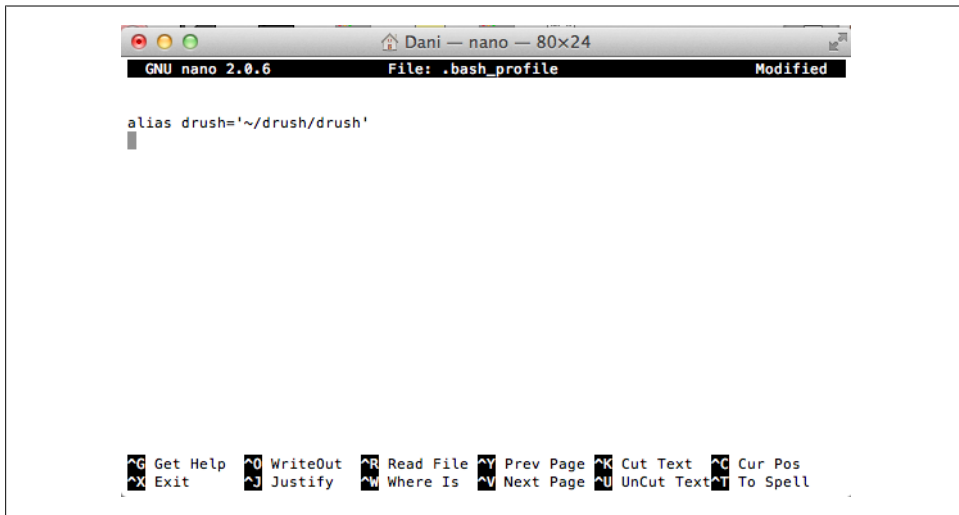 Dani — nano — 80×24
GNU nano 2.0.6 File: .bash_profile Modified
alias drush='~/drush/drush'
^G Get Help ^O WriteOut ^R Read File ^Y Prev Page ^K Cut Text ^C Cur Pos
^X Exit ^J Justify ^W Where Is ^V Next Page ^U UnCut Text ^T To Spell